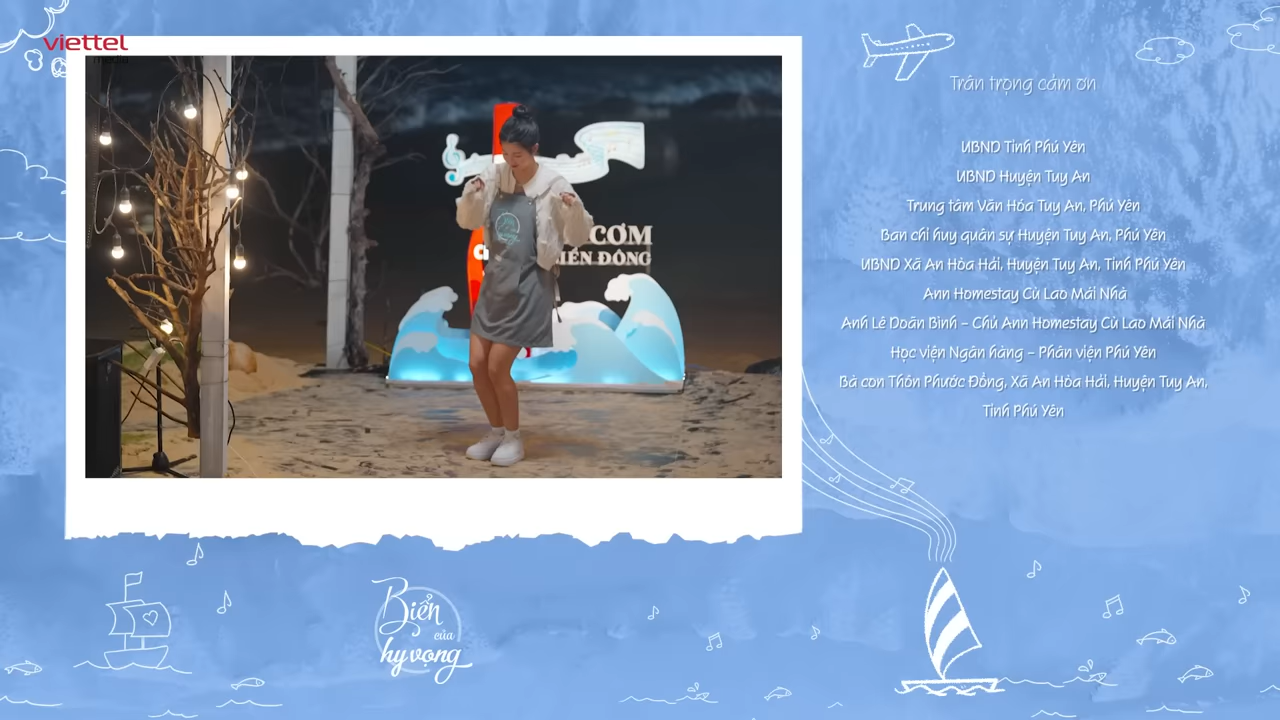 viettel
media
CƠM
IỆN ĐÔNG
Trân trọng cảm ơn
UBND Tỉnh Phú Yên
UBND Huyện Tuy An
Trung tâm Văn Hóa Tuy An, Phú Yên
Ban chỉ huy quân sự Huyện Tuy An, Phú Yên
UBND Xã An Hòa Hải, Huyện Tuy An, Tỉnh Phú Yên
Ann Homestay Cù Lao Mái Nhà
Anh Lê Doãn Bình – Chủ Ann Homestay Cù Lao Mái Nhà
Học viện Ngân hàng – Phân viện Phú Yên
Bà con Thôn Phước Đồng, Xã An Hòa Hải, Huyện Tuy An,
Tỉnh Phú Yên
Biển
của
hy vọng